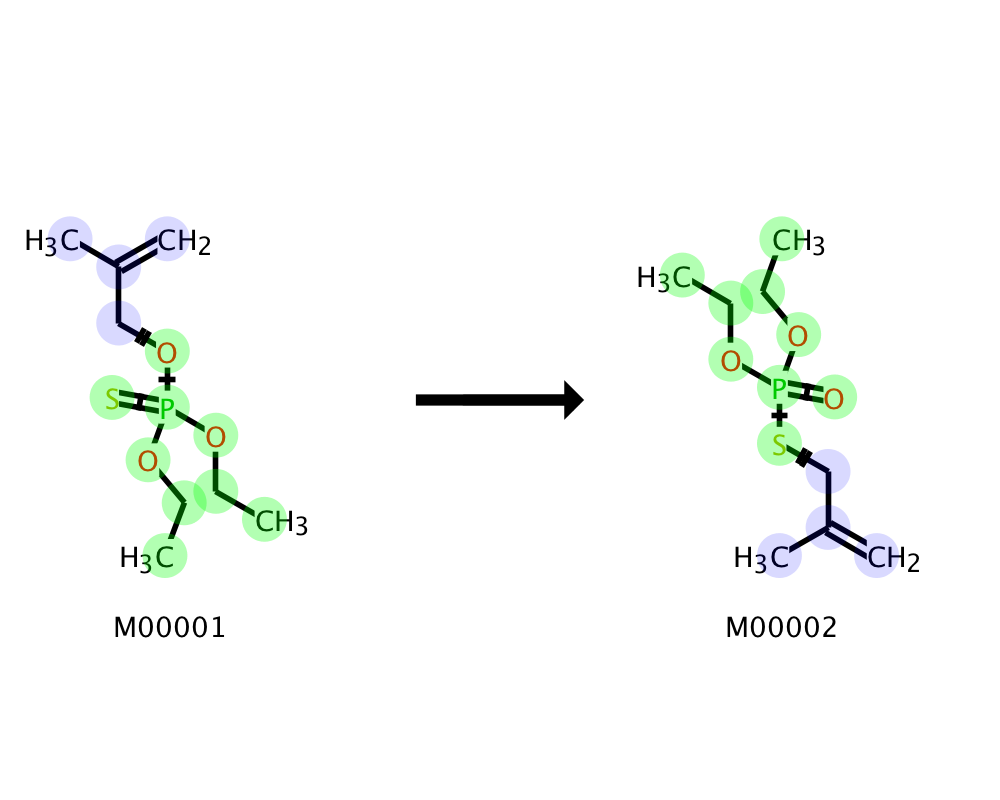 H3C CH2
O
S P
O
O
CH3
H3C
M00001
CH3
H3C
O
O
P O
S
H3C CH2
M00002